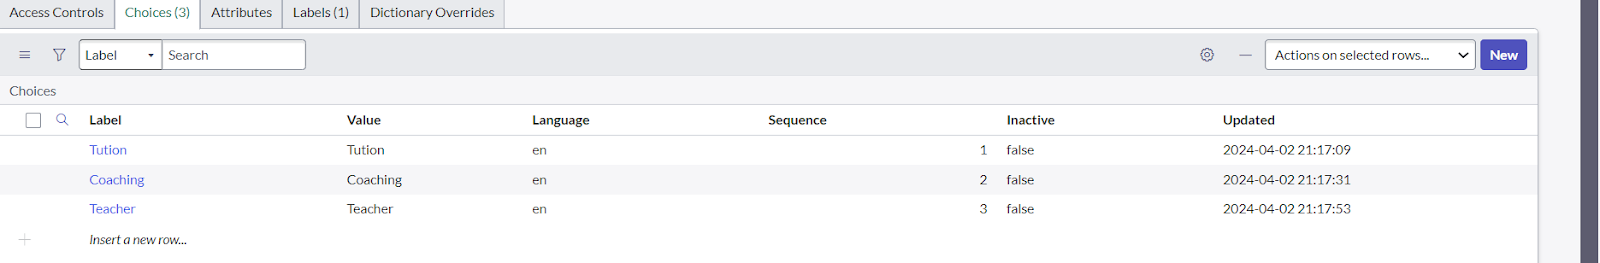 Access Controls Choices (3) Attributes Labels (1) Dictionary Overrides
Label Search Actions on selected rows... New
Choices
Label Value Language Sequence Inactive Updated
Tution Tution en 1 false 2024-04-02 21:17:09
Coaching Coaching en 2 false 2024-04-02 21:17:31
Teacher Teacher en 3 false 2024-04-02 21:17:53
Insert a new row...